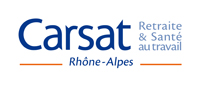 Carsat Retraite
& Santé
au travail
Rhône-Alpes